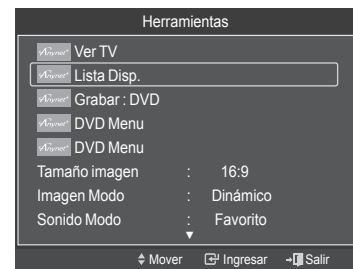 Herramientas
Anynet+ Ver TV
Anynet+ Lista Disp.
Anynet+ Grabar : DVD
Anynet+ DVD Menu
Anynet+ DVD Menu
Tamaño imagen : 16:9
Imagen Modo : Dinámico
Sonido Modo : Favorito
Mover Ingresar Salir